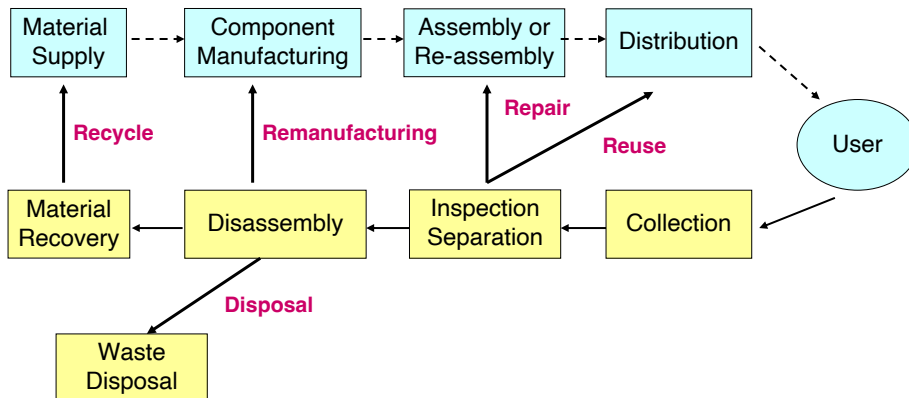 Material
Supply
Component
Manufacturing
Assembly or
Re-assembly
Distribution
Recycle
Remanufacturing
Repair
Reuse
User
Material
Recovery
Disassembly
Inspection
Separation
Collection
Disposal
Waste
Disposal